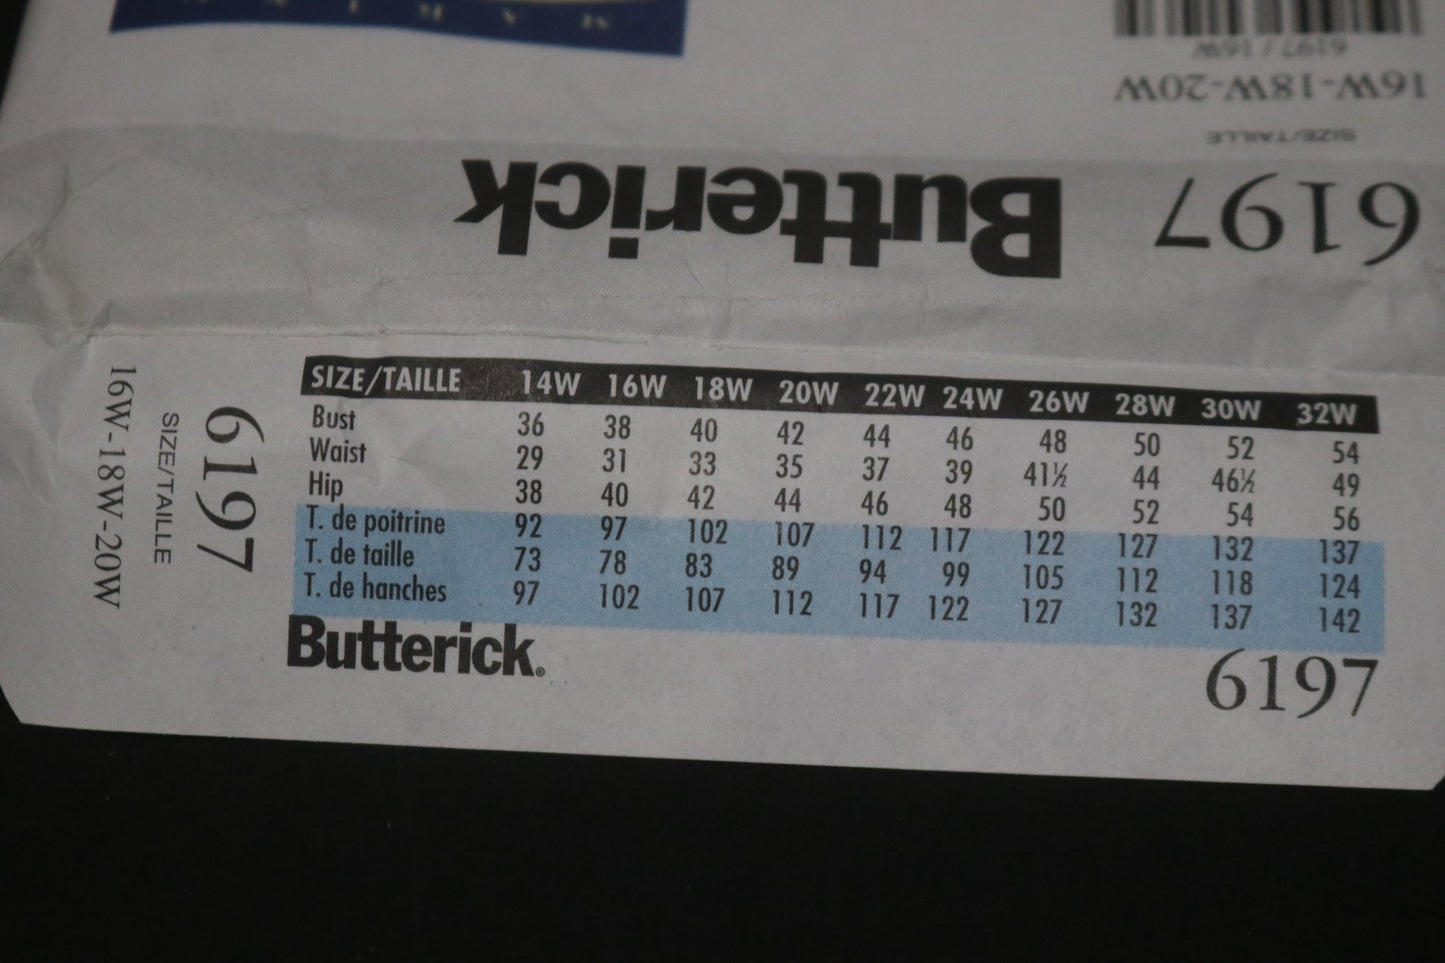 M A K I N G
6197 / 16W
16W-18W-20W
SIZE/TAILLE
Butterick 6197
16W-18W-20W
SIZE/TAILLE
6197
SIZE/TAILLE 14W 16W 18W 20W 22W 24W 26W 28W 30W 32W
Bust 36 38 40 42 44 46 48 50 52 54
Waist 29 31 33 35 37 39 41½ 44 46½ 49
Hip 38 40 42 44 46 48 50 52 54 56
T. de poitrine 92 97 102 107 112 117 122 127 132 137
T. de taille 73 78 83 89 94 99 105 112 118 124
T. de hanches 97 102 107 112 117 122 127 132 137 142
Butterick. 6197